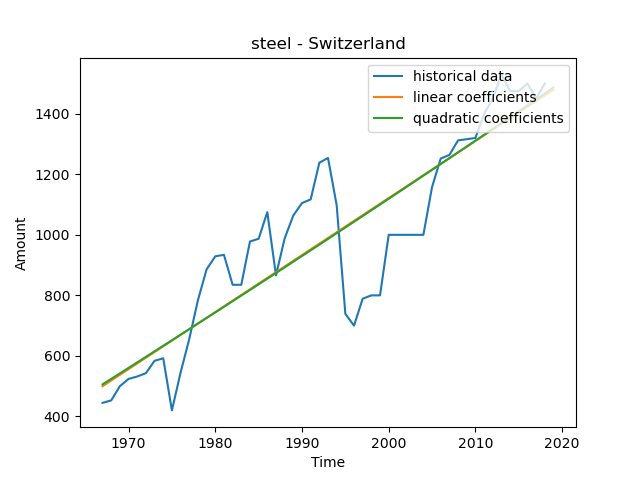 steel - Switzerland
historical data
linear coefficients
quadratic coefficients
1400
1200
1000
800
600
400
Amount
1970 1980 1990 2000 2010 2020
Time